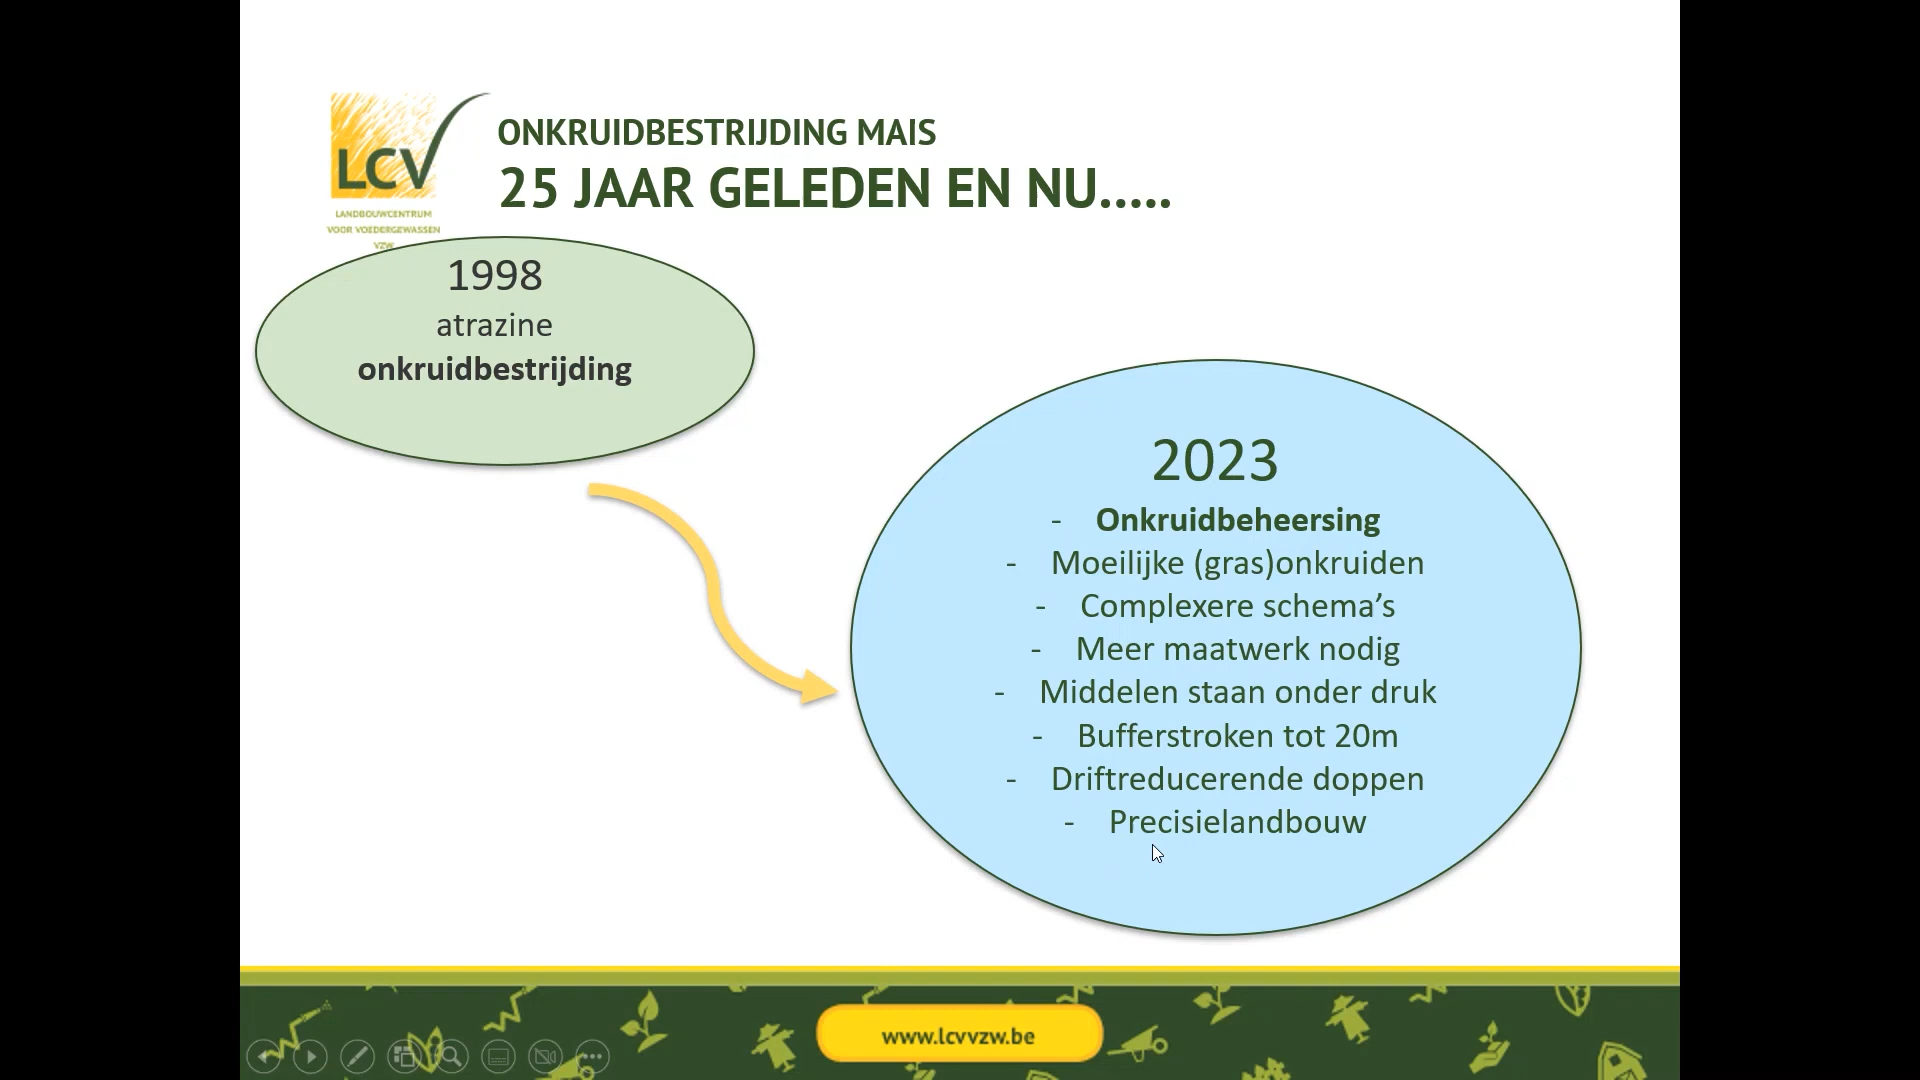 LCV
LANDBOUWCENTRUM
VOOR VOEDERGEWASSEN
VZW
ONKRUIDBESTRIJDING MAIS
25 JAAR GELEDEN EN NU.....
1998
atrazine
onkruidbestrijding
2023
- Onkruidbeheersing
- Moeilijke (gras)onkruiden
- Complexere schema’s
- Meer maatwerk nodig
- Middelen staan onder druk
- Bufferstroken tot 20m
- Driftreducerende doppen
- Precisielandbouw
www.lcvvzw.be